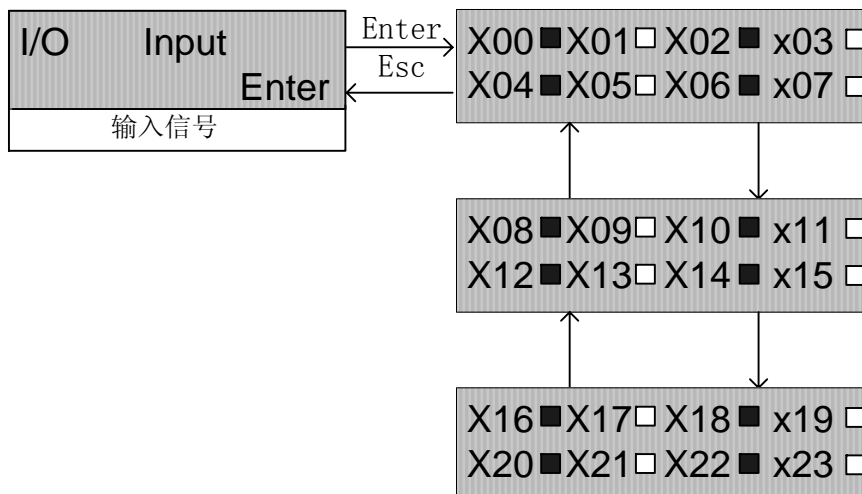 I/O Input
Enter
输入信号
Enter
Esc
X00■X01□ X02■ x03□
X04■X05□ X06■ x07□
X08■X09□ X10■ x11□
X12■X13□ X14■ x15□
X16■X17□ X18■ x19□
X20■X21□ X22■ x23□